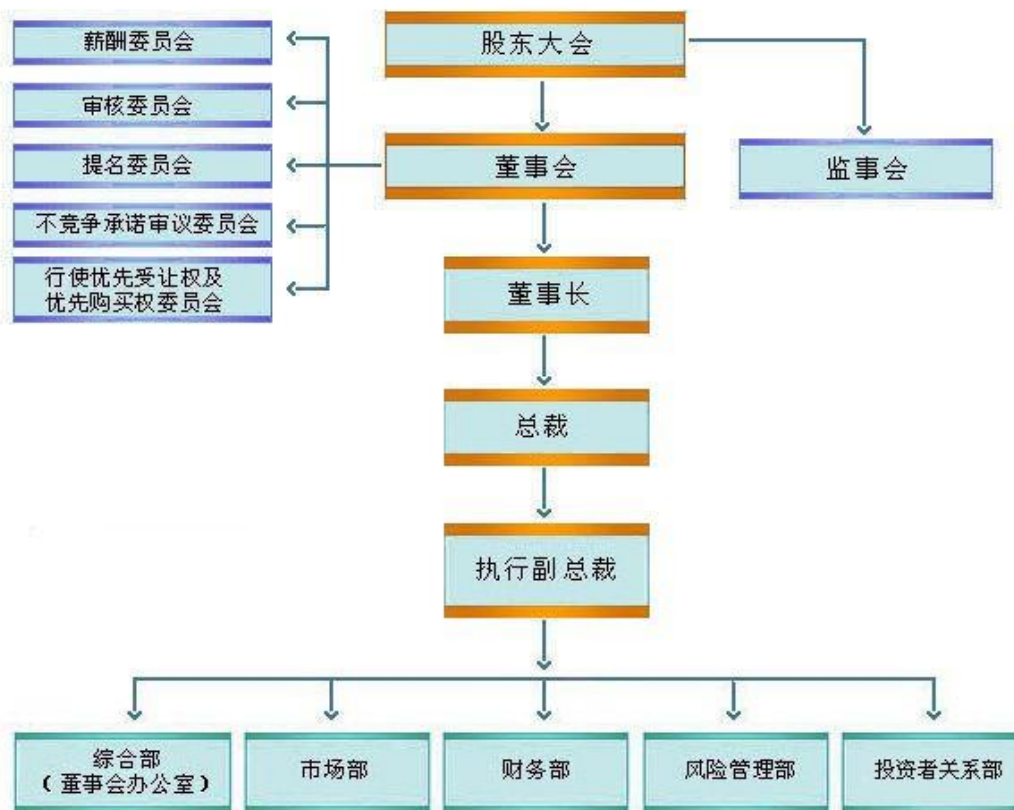 薪酬委员会
股东大会
审核委员会
提名委员会
董事会
监事会
不竞争承诺审议委员会
行使优先受让权及
优先购买权委员会
董事长
总裁
执行副总裁
综合部
（董事会办公室）
市场部
财务部
风险管理部
投资者关系部